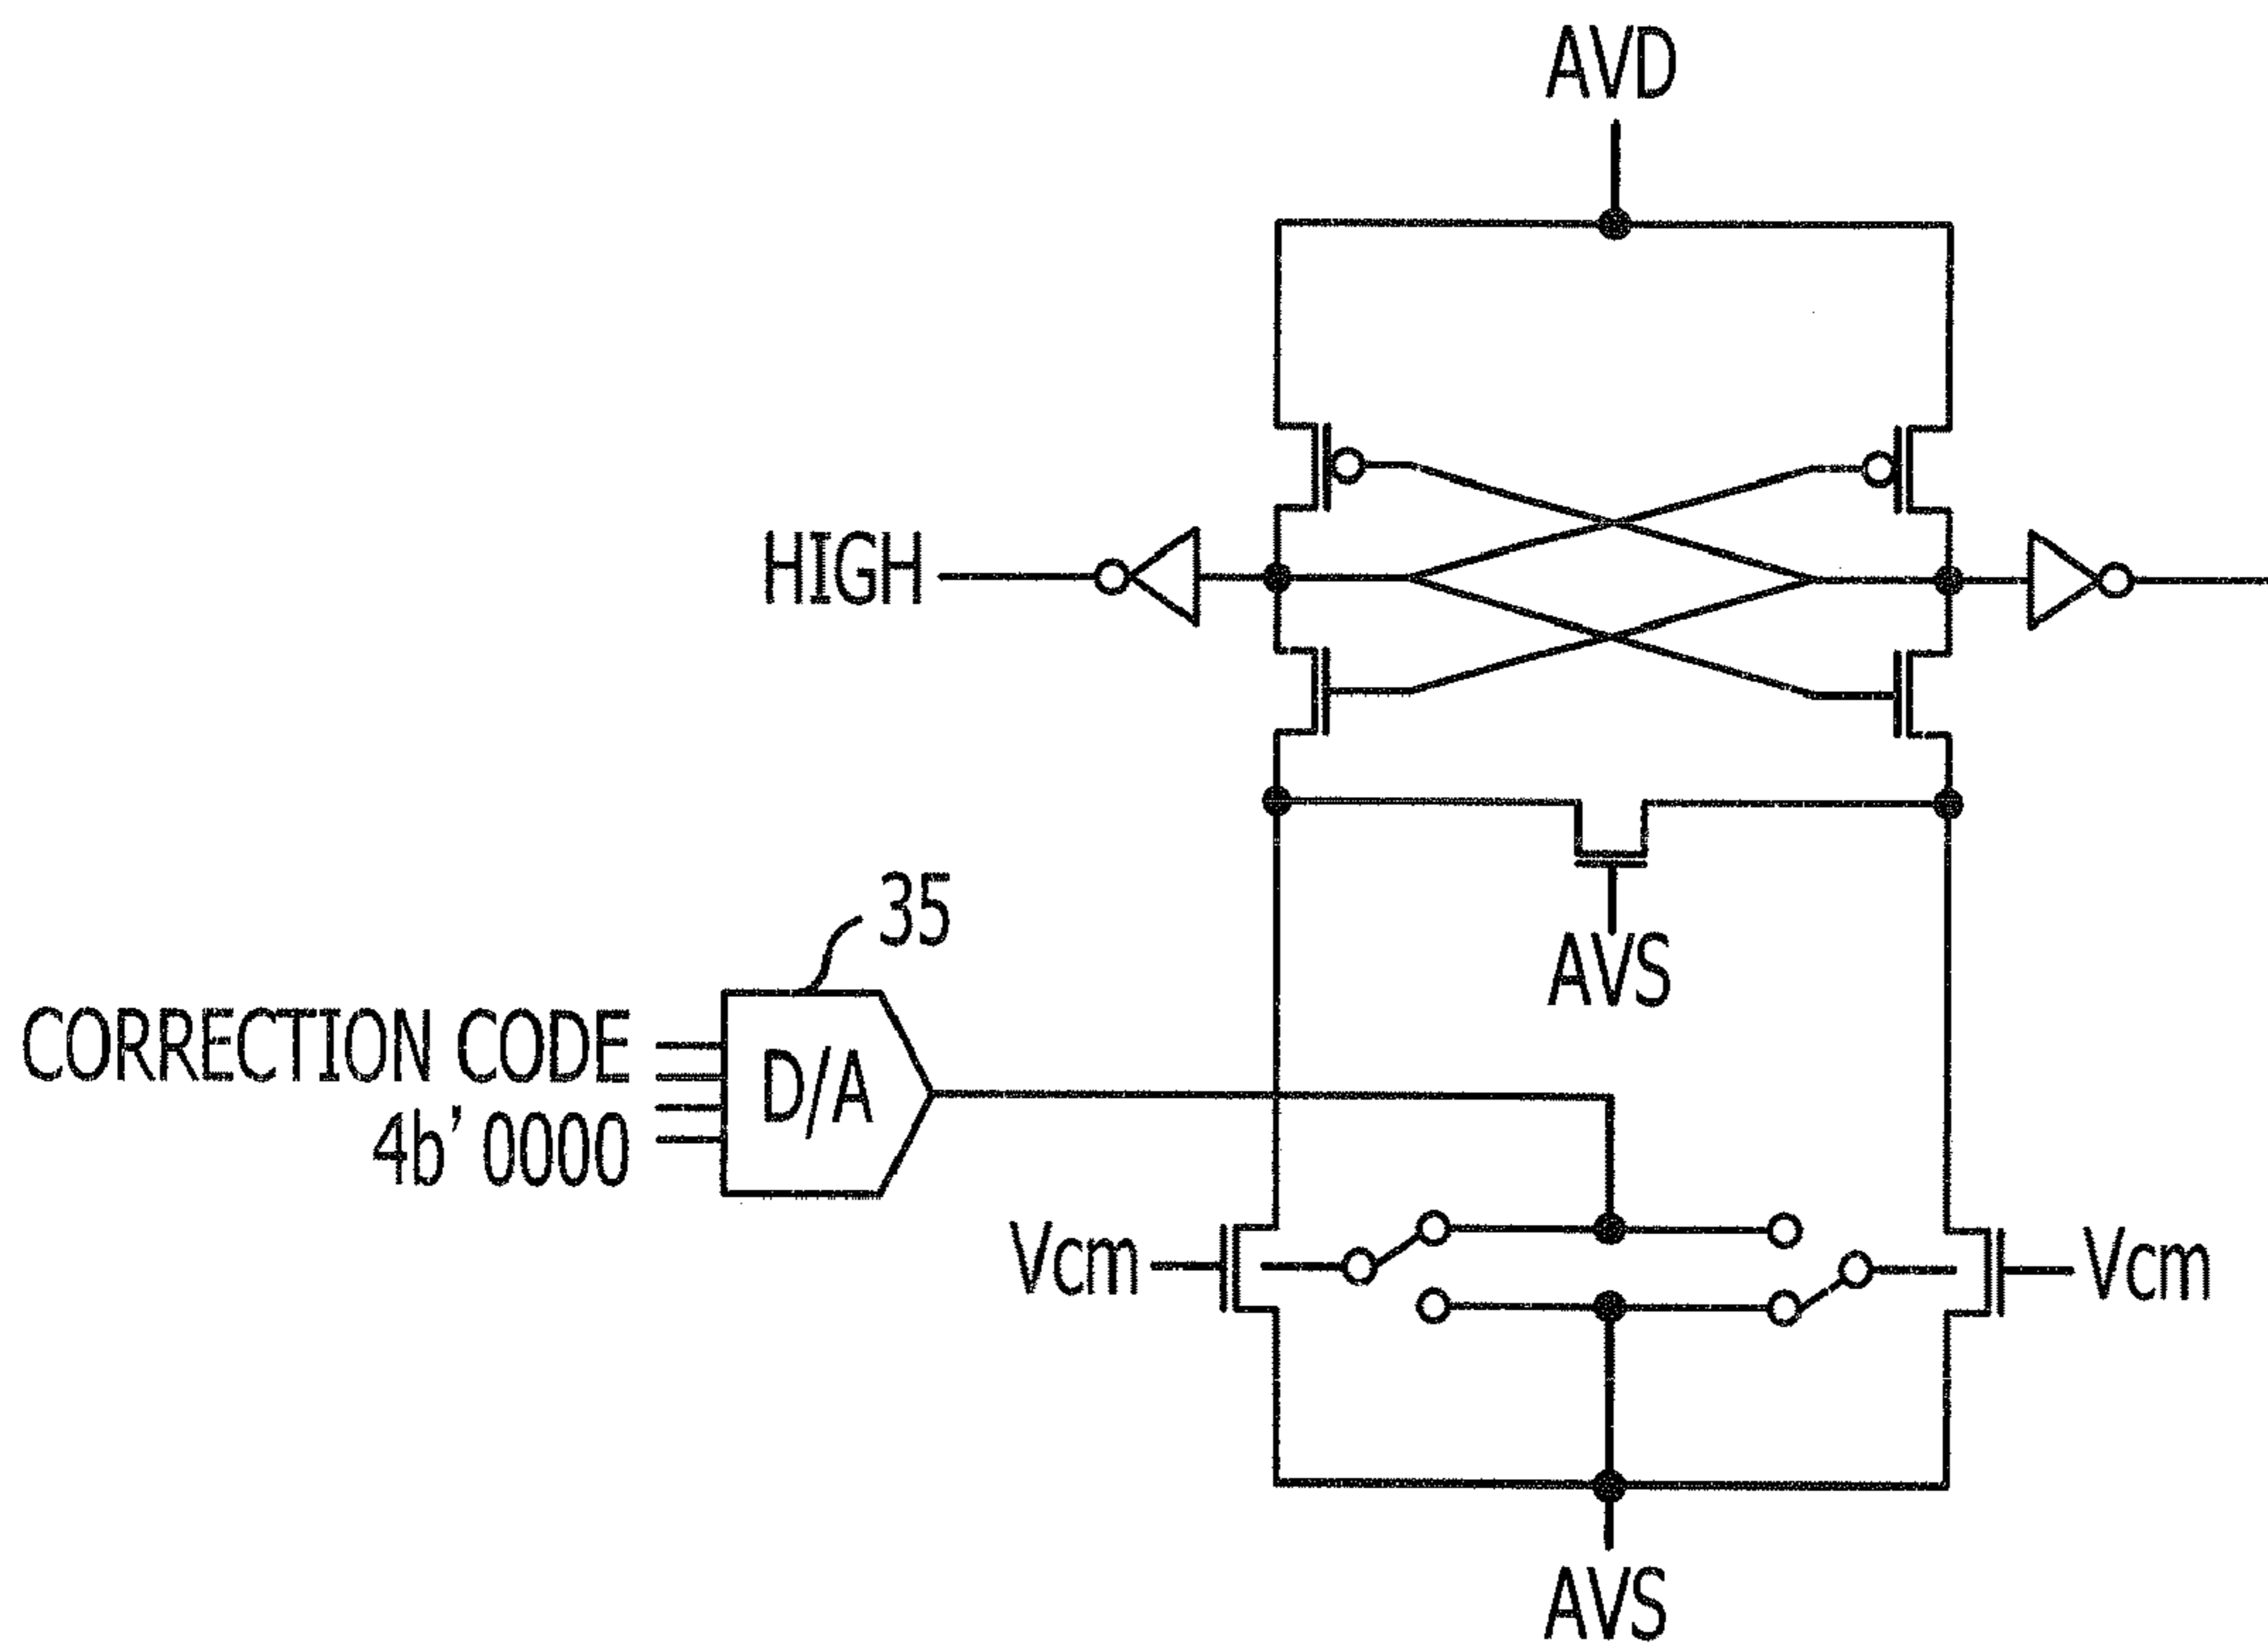 AVD
HIGH
35
AVS
CORRECTION CODE
4b' 0000
D/A
Vcm
Vcm
AVS